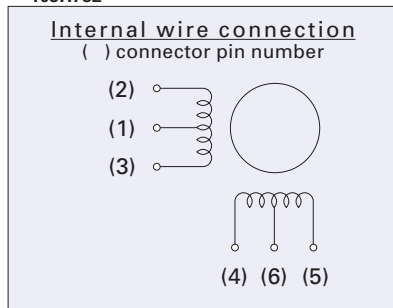 Internal wire connection
( ) connector pin number
(2)
(1)
(3)
(4) (6) (5)